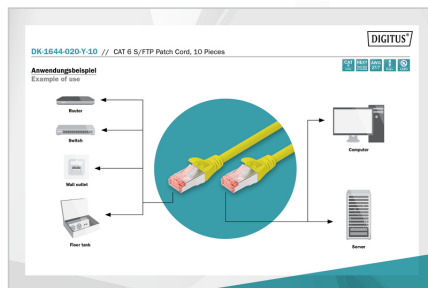 DIGITUS®
DK-1644-020-Y-10 // CAT 6 S/FTP Patch Cord, 10 Pieces
Anwendungsbeispiel
Example of use
Router
Switch
Wall outlet
Floor tank
Computer
Server